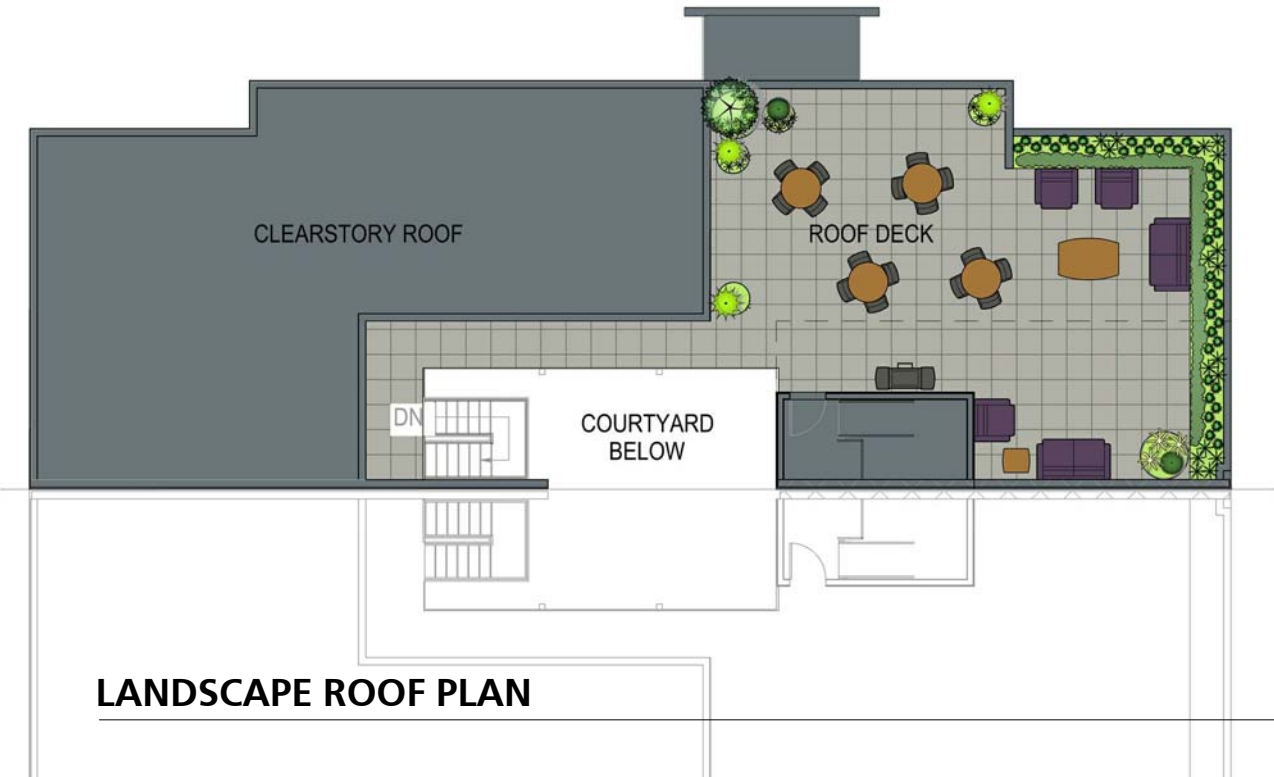 CLEARSTORY ROOF
ROOF DECK
DN
COURTYARD
BELOW
LANDSCAPE ROOF PLAN